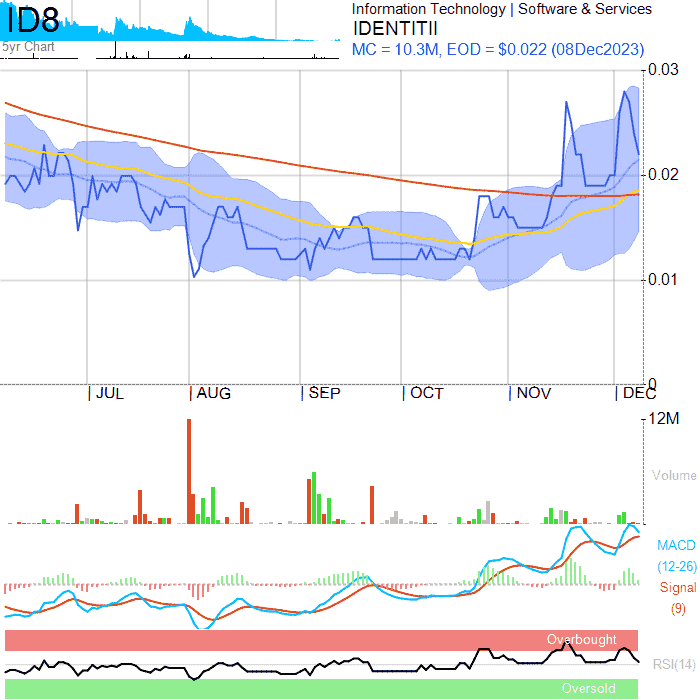 ID8
5yr Chart
Information Technology | Software & Services
IDENTITII
MC = 10.3M, EOD = $0.022 (08Dec2023)
0.03
0.02
0.01
0
JUL
AUG
SEP
OCT
NOV
DEC
12M
Volume
MACD
(12-26)
Signal
(9)
Overbought
RSI(14)
Oversold